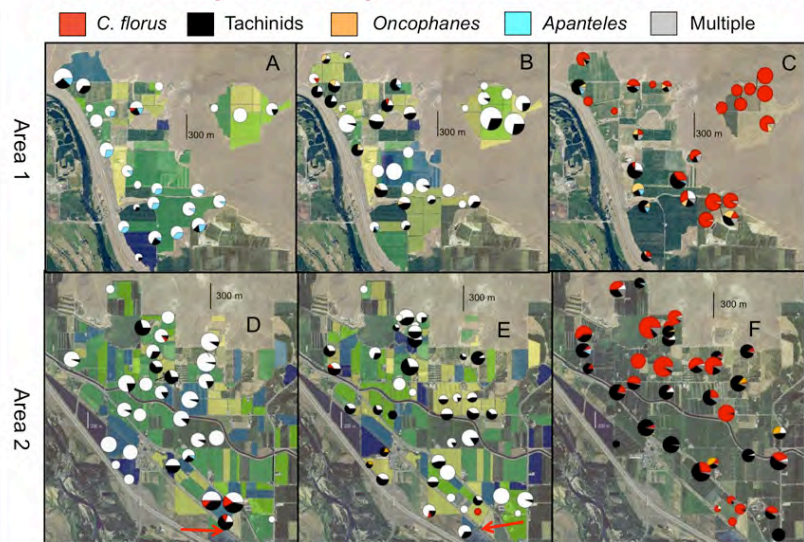 C. florus Tachinids Oncophanes Apanteles Multiple
Area 1
A
300 m
B
300 m
C
300 m
Area 2
D
300 m
E
300 m
F
300 m